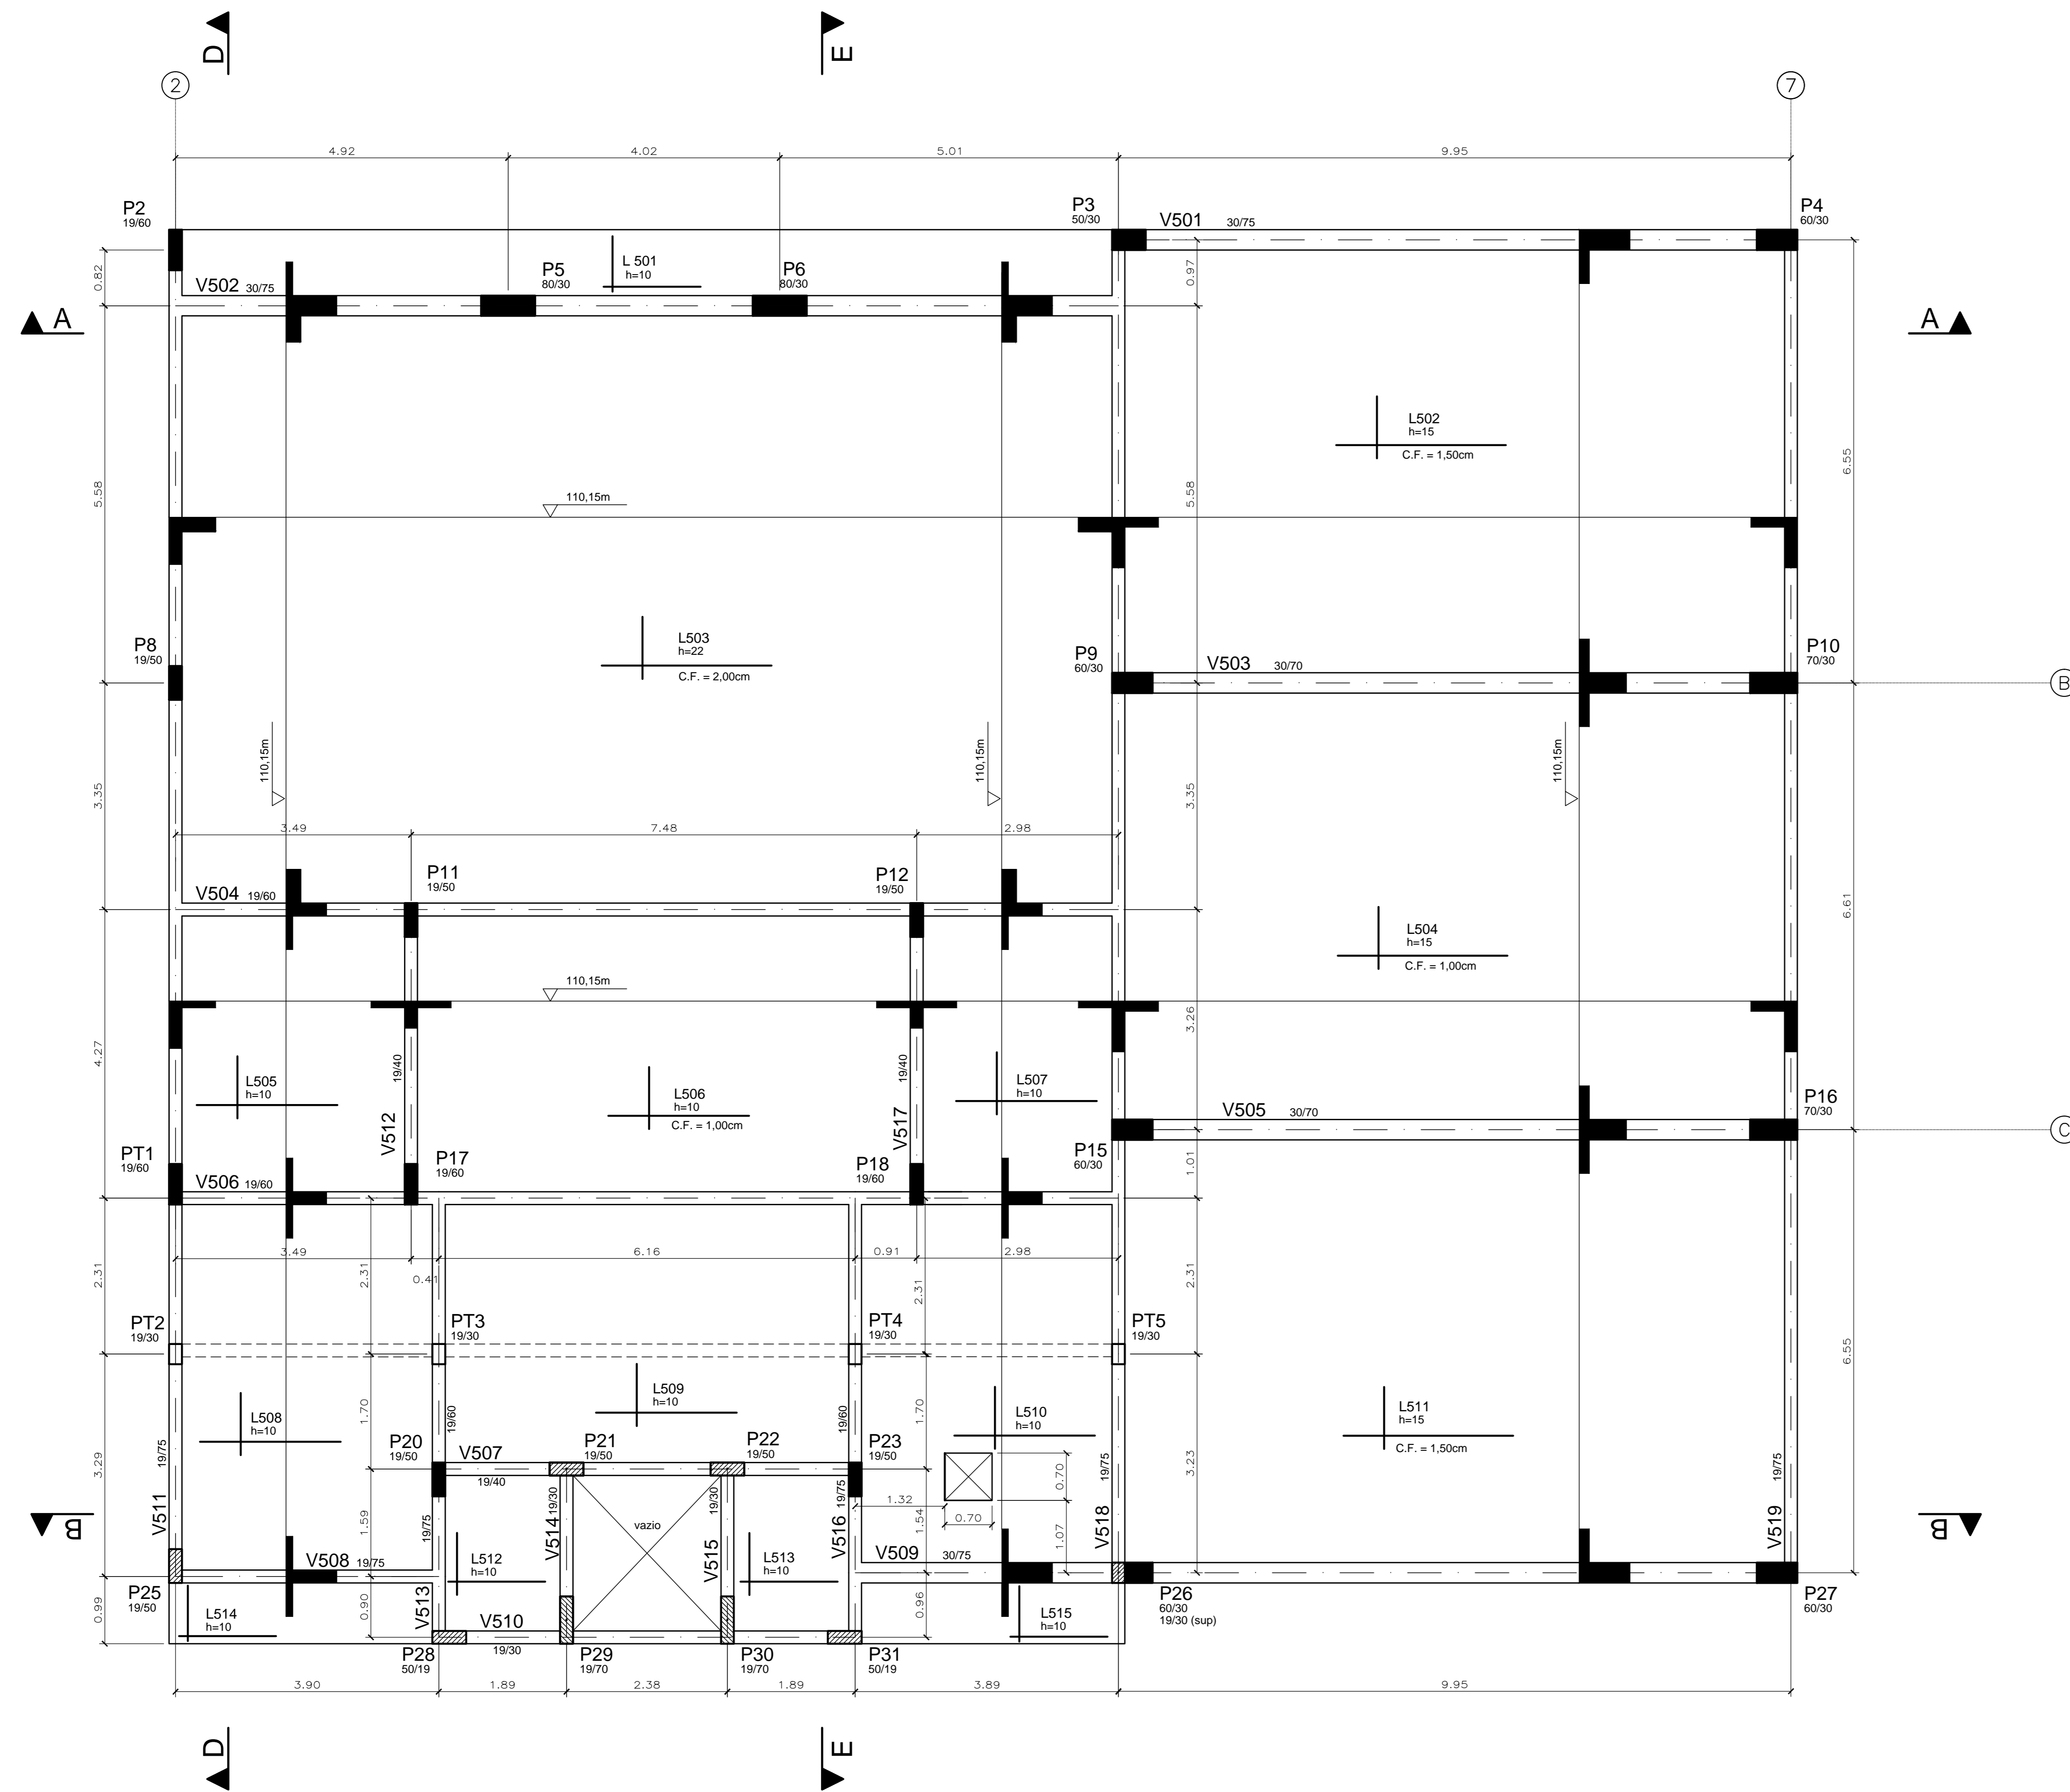 D
E
2
7
4.92
4.02
5.01
9.95
P2
19/60
P3
50/30
V501 30/75
P4
60/30
0.82
V502 30/75
L 501
h=10
P5
80/30
P6
80/30
0.97
A
A
L502
h=15
C.F. = 1,50cm
5.58
5.58
6.55
110,15m
P8
19/50
L503
h=22
C.F. = 2,00cm
P9
60/30
V503 30/70
P10
70/30
B
110,15m
110,15m
110,15m
3.35
3.35
3.49
7.48
2.98
P11
19/50
P12
19/50
V504 19/60
6.61
L504
h=15
C.F. = 1,00cm
110,15m
3.26
4.27
19/40
19/40
L505
h=10
L506
h=10
C.F. = 1,00cm
L507
h=10
V512
V517
V505 30/70
P16
70/30
C
PT1
19/60
P17
19/60
P18
19/60
P15
60/30
1.01
V506 19/60
3.49
6.16
0.91
2.98
0.41
2.31
2.31
2.31
2.31
PT2
19/30
PT3
19/30
PT4
19/30
PT5
19/30
6.55
L509
h=10
L508
h=10
L510
h=10
L511
h=15
C.F. = 1,50cm
1.70
1.70
19/60
19/60
P20
19/50
V507
19/40
P21
19/50
P22
19/50
P23
19/50
3.29
3.23
19/75
19/75
19/75
0.70
1.32
0.70
1.07
V511
19/75
V514
19/30
vazio
19/30
V515
19/75
V516
1.59
1.54
V518
V519
B
B
V508 19/75
L512
h=10
L513
h=10
V509 30/75
P25
19/50
L514
h=10
0.99
0.90
V513
V510
19/30
0.96
L515
h=10
P26
60/30
19/30 (sup)
P27
60/30
P28
50/19
P29
19/70
P30
19/70
P31
50/19
3.90
1.89
2.38
1.89
3.89
9.95
D
E